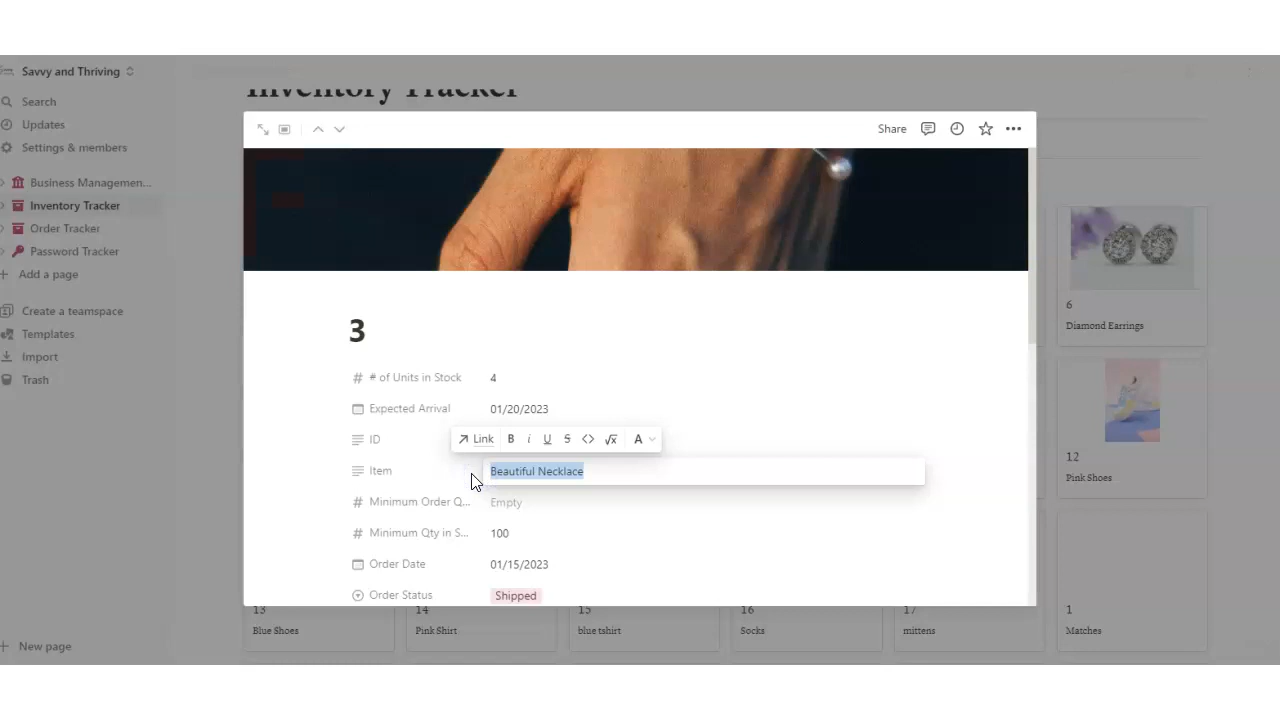 Savvy and Thriving
Search
Updates
Settings & members
Business Managemen...
Inventory Tracker
Order Tracker
Password Tracker
Add a page
Create a teamspace
Templates
Import
Trash
New page
Inventory Tracker
Share
3
# of Units in Stock 4
Expected Arrival 01/20/2023
ID
Link B i U S <> √x A
Item Beautiful Necklace
Minimum Order Q... Empty
Minimum Qty in S... 100
Order Date 01/15/2023
Order Status Shipped
6
Diamond Earrings
12
Pink Shoes
13 14 15 16 17 1
Blue Shoes Pink Shirt blue tshirt Socks mittens Matches